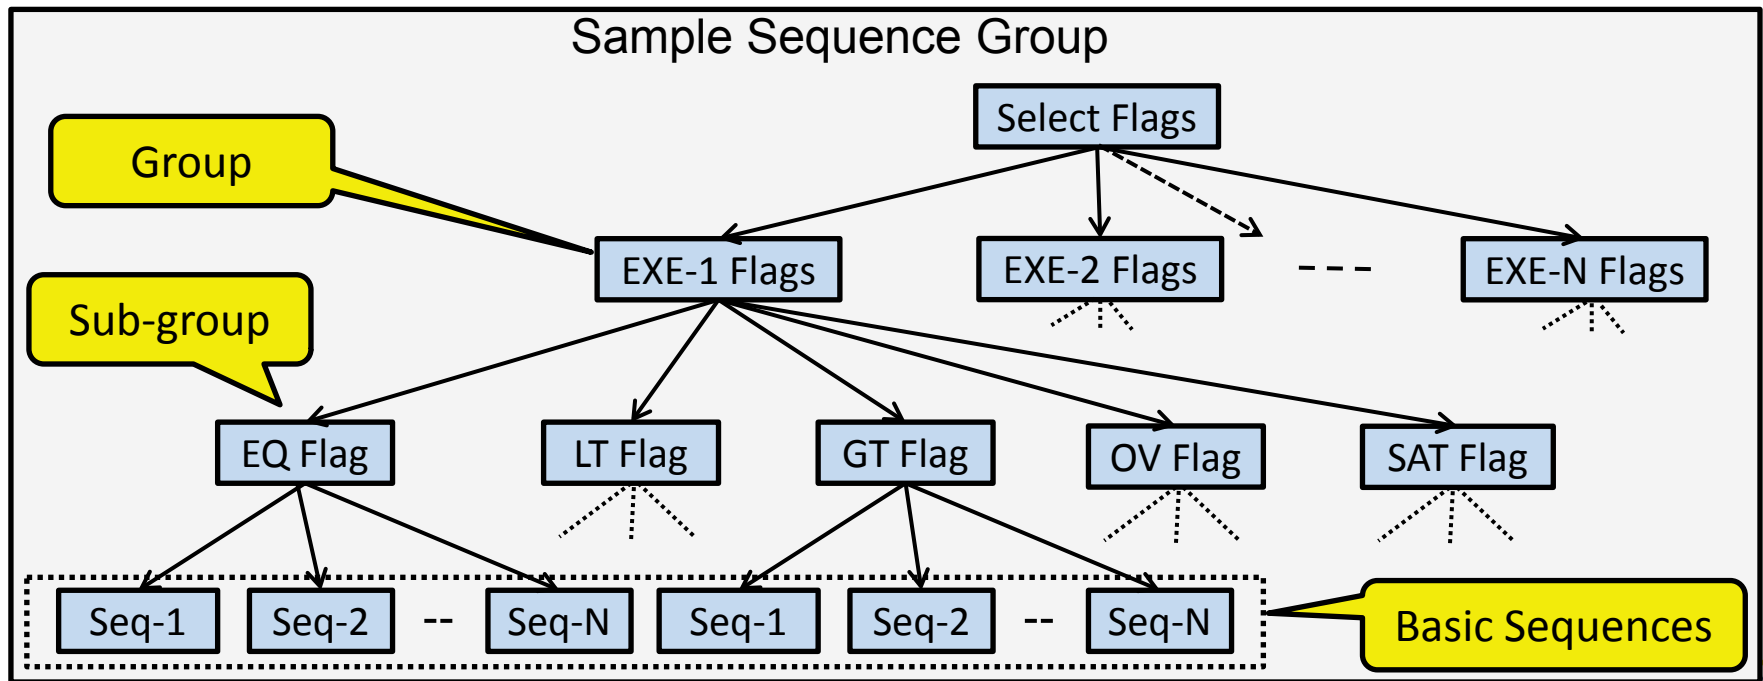 Sample Sequence Group
Select Flags
Group
EXE-1 Flags
EXE-2 Flags
----
EXE-N Flags
Sub-group
EQ Flag
LT Flag
GT Flag
OV Flag
SAT Flag
Seq-1
Seq-2
--
Seq-N
Seq-1
Seq-2
--
Seq-N
Basic Sequences